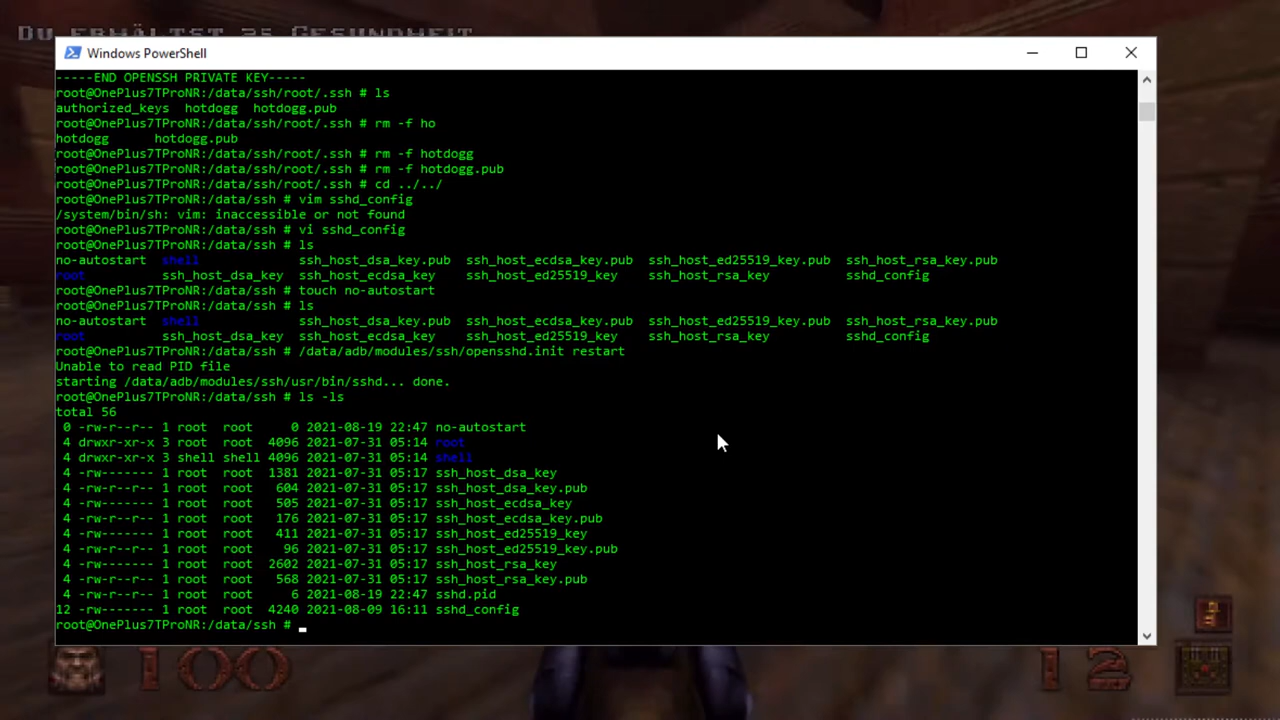 Du erhältst 25 Gesundheit
Windows PowerShell
-----END OPENSSH PRIVATE KEY-----
root@OnePlus7TProNR:/data/ssh/root/.ssh # ls
authorized_keys  hotdogg  hotdogg.pub
root@OnePlus7TProNR:/data/ssh/root/.ssh # rm -f ho
hotdogg      hotdogg.pub
root@OnePlus7TProNR:/data/ssh/root/.ssh # rm -f hotdogg
root@OnePlus7TProNR:/data/ssh/root/.ssh # rm -f hotdogg.pub
root@OnePlus7TProNR:/data/ssh/root/.ssh # cd ../../
root@OnePlus7TProNR:/data/ssh # vim sshd_config
/system/bin/sh: vim: inaccessible or not found
root@OnePlus7TProNR:/data/ssh # vi sshd_config
root@OnePlus7TProNR:/data/ssh # ls
no-autostart  shell             ssh_host_dsa_key.pub  ssh_host_ecdsa_key.pub  ssh_host_ed25519_key.pub  ssh_host_rsa_key.pub
root          ssh_host_dsa_key  ssh_host_ecdsa_key    ssh_host_ed25519_key    ssh_host_rsa_key          sshd_config
root@OnePlus7TProNR:/data/ssh # touch no-autostart
root@OnePlus7TProNR:/data/ssh # ls
no-autostart  shell             ssh_host_dsa_key.pub  ssh_host_ecdsa_key.pub  ssh_host_ed25519_key.pub  ssh_host_rsa_key.pub
root          ssh_host_dsa_key  ssh_host_ecdsa_key    ssh_host_ed25519_key    ssh_host_rsa_key          sshd_config
root@OnePlus7TProNR:/data/ssh # /data/adb/modules/ssh/opensshd.init restart
Unable to read PID file
starting /data/adb/modules/ssh/usr/bin/sshd... done.
root@OnePlus7TProNR:/data/ssh # ls -ls
total 56
 0 -rw-r--r-- 1 root  root     0 2021-08-19 22:47 no-autostart
 4 drwxr-xr-x 3 root  root  4096 2021-07-31 05:14 root
 4 drwxr-xr-x 3 shell shell 4096 2021-07-31 05:14 shell
 4 -rw------- 1 root  root  1381 2021-07-31 05:17 ssh_host_dsa_key
 4 -rw-r--r-- 1 root  root   604 2021-07-31 05:17 ssh_host_dsa_key.pub
 4 -rw------- 1 root  root   505 2021-07-31 05:17 ssh_host_ecdsa_key
 4 -rw-r--r-- 1 root  root   176 2021-07-31 05:17 ssh_host_ecdsa_key.pub
 4 -rw------- 1 root  root   411 2021-07-31 05:17 ssh_host_ed25519_key
 4 -rw-r--r-- 1 root  root    96 2021-07-31 05:17 ssh_host_ed25519_key.pub
 4 -rw------- 1 root  root  2602 2021-07-31 05:17 ssh_host_rsa_key
 4 -rw-r--r-- 1 root  root   568 2021-07-31 05:17 ssh_host_rsa_key.pub
 4 -rw-r--r-- 1 root  root     6 2021-08-19 22:47 sshd.pid
12 -rw------- 1 root  root  4240 2021-08-09 16:11 sshd_config
root@OnePlus7TProNR:/data/ssh #
100
12